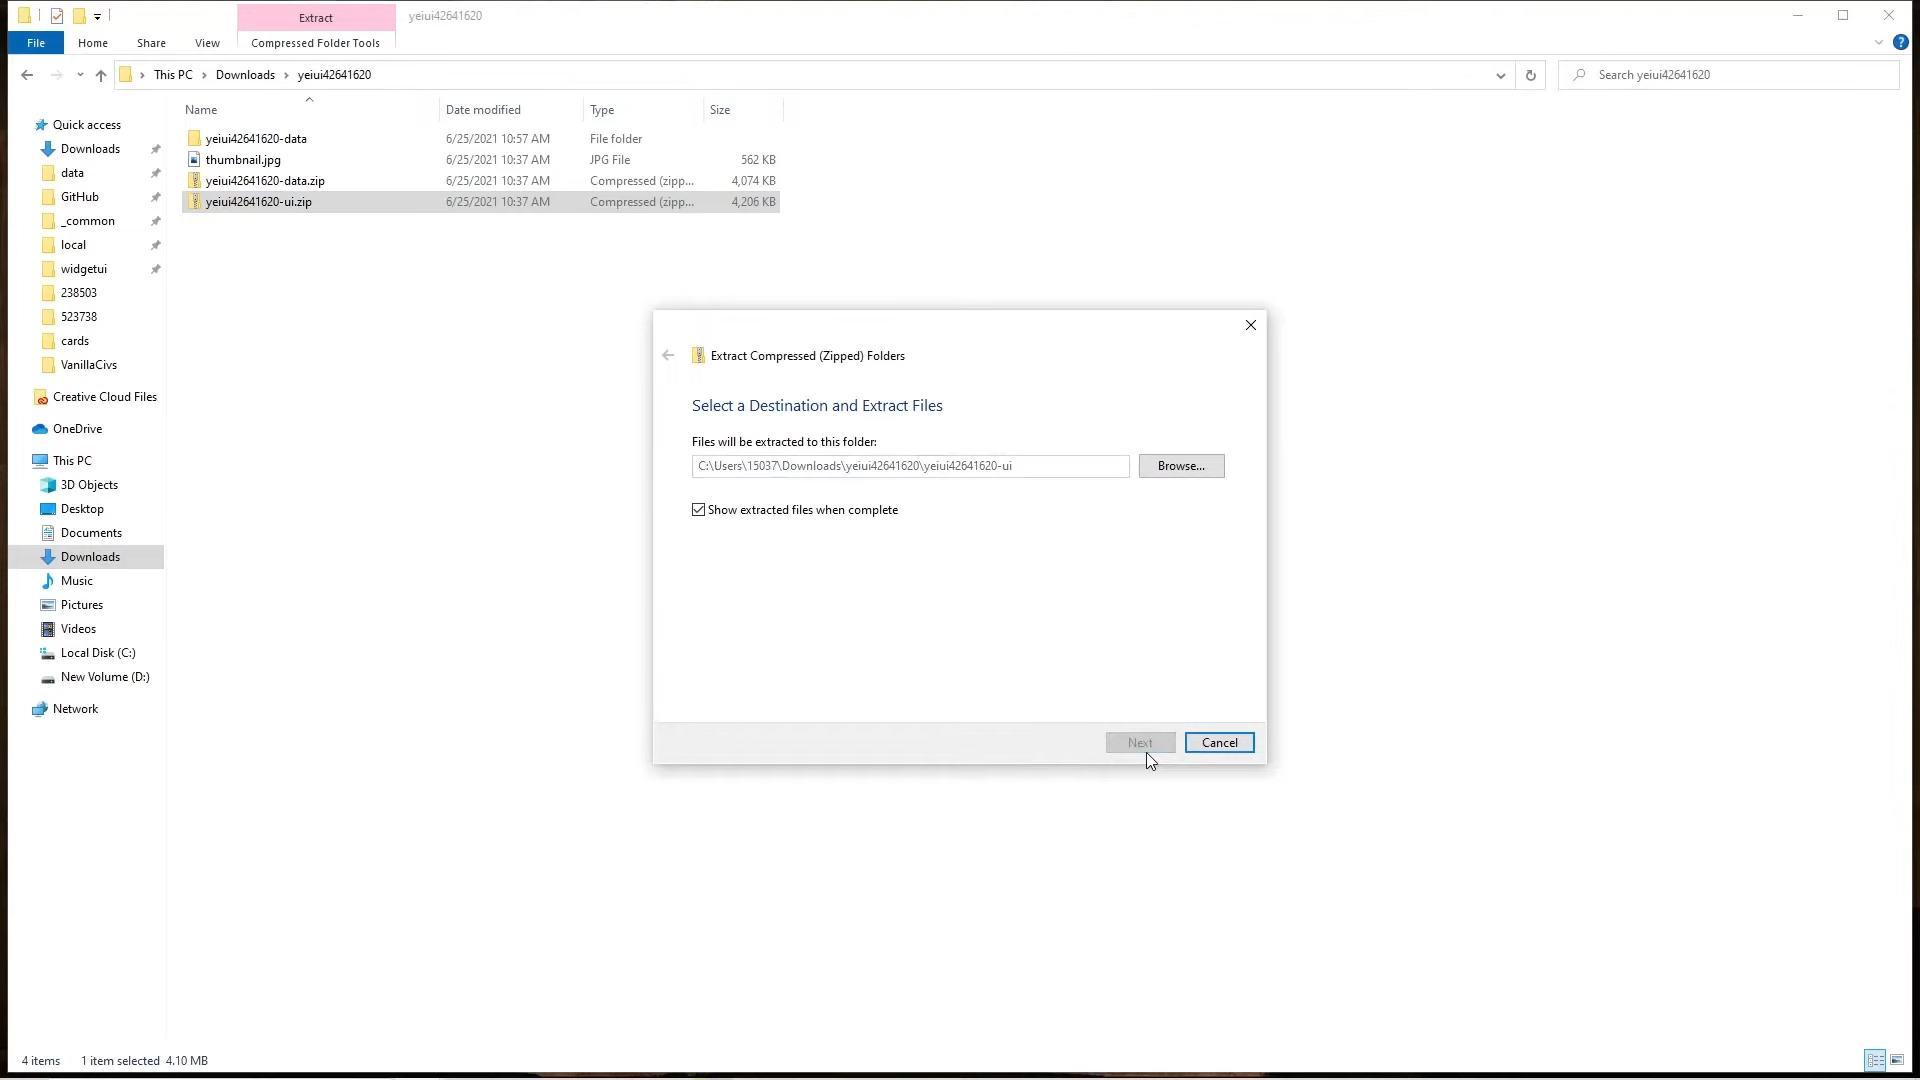 Extract
yeiui42641620
File
Home
Share
View
Compressed Folder Tools
This PC
Downloads
yeiui42641620
Search yeiui42641620
Name
Date modified
Type
Size
yeiui42641620-data
6/25/2021 10:57 AM
File folder
thumbnail.jpg
6/25/2021 10:37 AM
JPG File
562 KB
yeiui42641620-data.zip
6/25/2021 10:37 AM
Compressed (zipp...
4,074 KB
yeiui42641620-ui.zip
6/25/2021 10:37 AM
Compressed (zipp...
4,206 KB
Quick access
Downloads
data
GitHub
_common
local
widgetui
238503
523738
cards
VanillaCivs
Creative Cloud Files
OneDrive
This PC
3D Objects
Desktop
Documents
Downloads
Music
Pictures
Videos
Local Disk (C:)
New Volume (D:)
Network
Extract Compressed (Zipped) Folders
Select a Destination and Extract Files
Files will be extracted to this folder:
C:\Users\15037\Downloads\yeiui42641620\yeiui42641620-ui
Browse...
Show extracted files when complete
Next
Cancel
4 items
1 item selected 4.10 MB